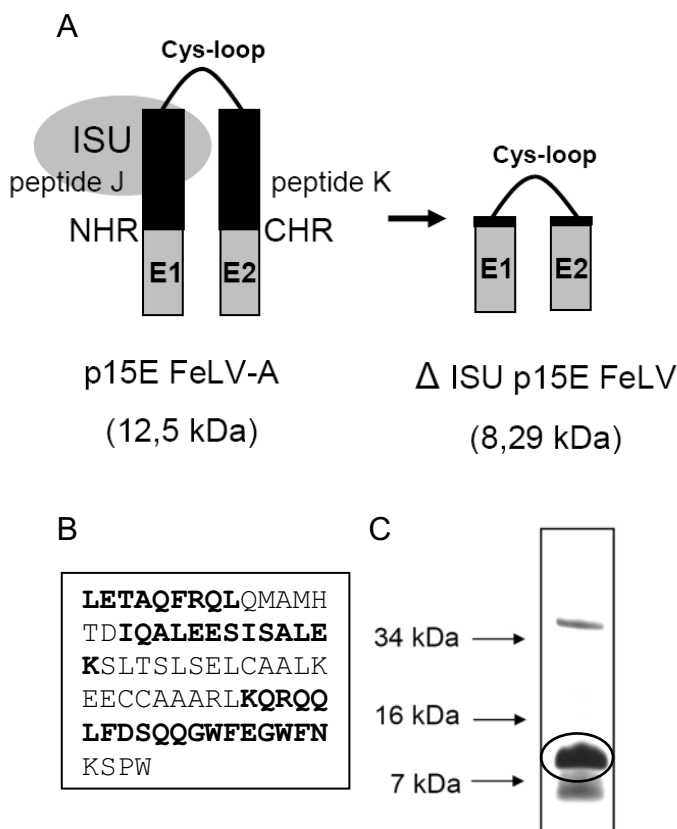 A
Cys-loop
ISU
peptide J
peptide K
NHR
CHR
E1
E2
Cys-loop
E1
E2
p15E FeLV-A
(12,5 kDa)
Δ ISU p15E FeLV
(8,29 kDa)
B
LETAQFRQLQMAMH
TDIQALEESISALE
KSLTSLSELCAALK
EECCAAARLKQRQQ
LFDSQQGWFEGWFN
KSPW
C
34 kDa
16 kDa
7 kDa